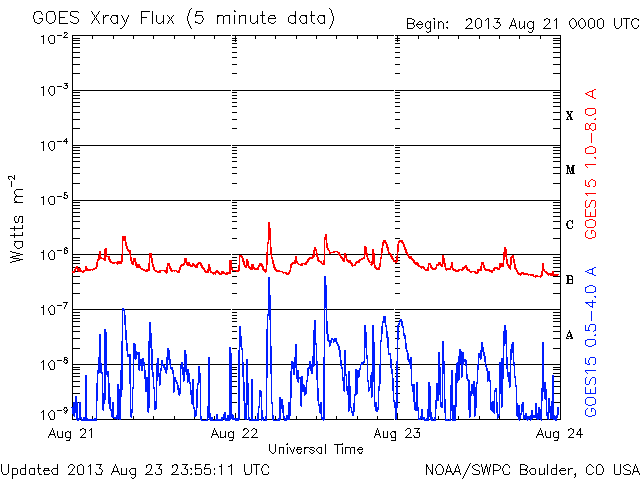 GOES Xray Flux (5 minute data)
Begin: 2013 Aug 21 0000 UTC
10⁻²
10⁻³
10⁻⁴
10⁻⁵
10⁻⁶
10⁻⁷
10⁻⁸
10⁻⁹
Watts m⁻²
X
M
C
B
A
GOES15 1.0−8.0 A
GOES15 0.5−4.0 A
Aug 21
Aug 22
Aug 23
Aug 24
Universal Time
Updated 2013 Aug 23 23:55:11 UTC
NOAA/SWPC Boulder, CO USA